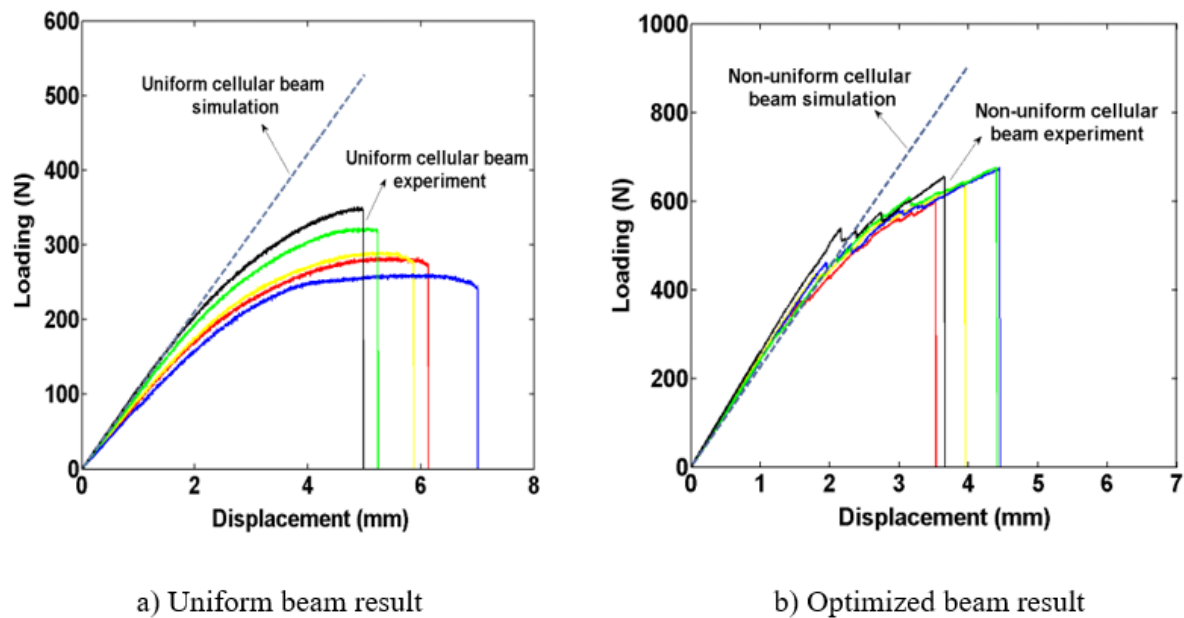 600
500
400
300
200
100
0
0
2
4
6
8
Loading (N)
Displacement (mm)
Uniform cellular beam
simulation
Uniform cellular beam
experiment
1000
800
600
400
200
0
0
1
2
3
4
5
6
7
Loading (N)
Displacement (mm)
Non-uniform cellular
beam simulation
Non-uniform cellular
beam experiment
a) Uniform beam result
b) Optimized beam result